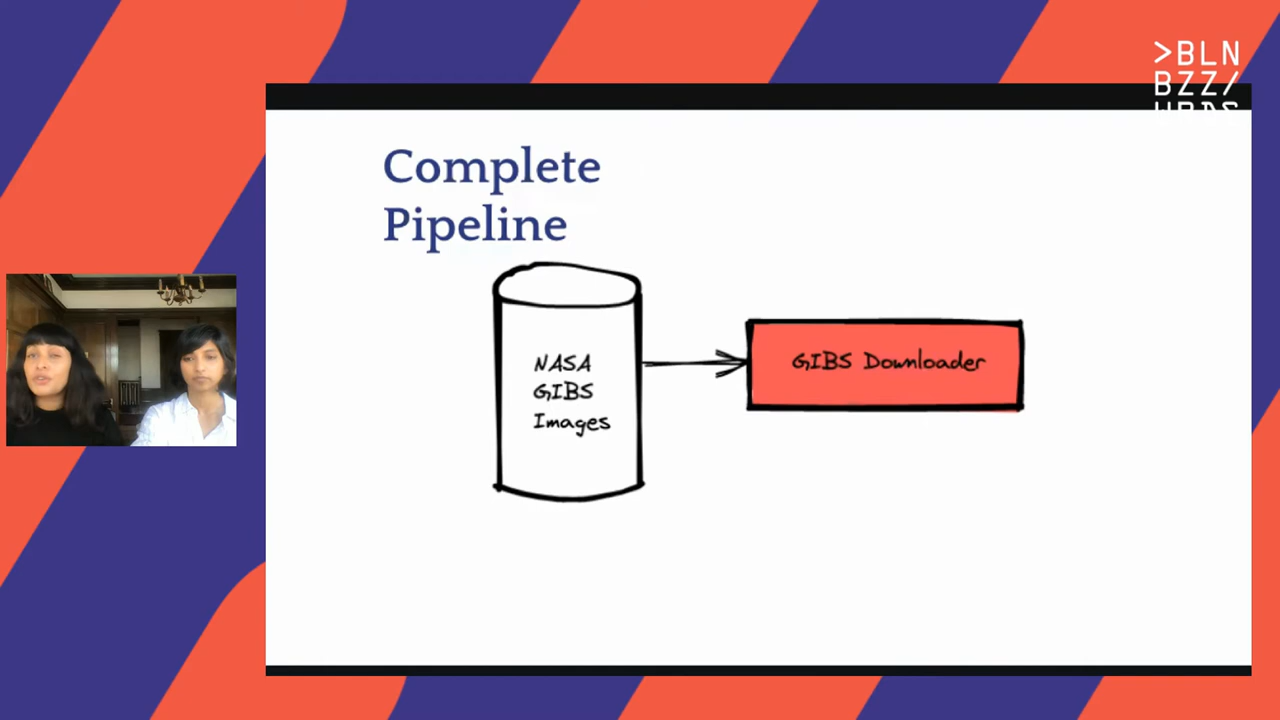 >BLN
BZZ/
Complete
Pipeline
NASA
GIBS
Images
GIBS Downloader